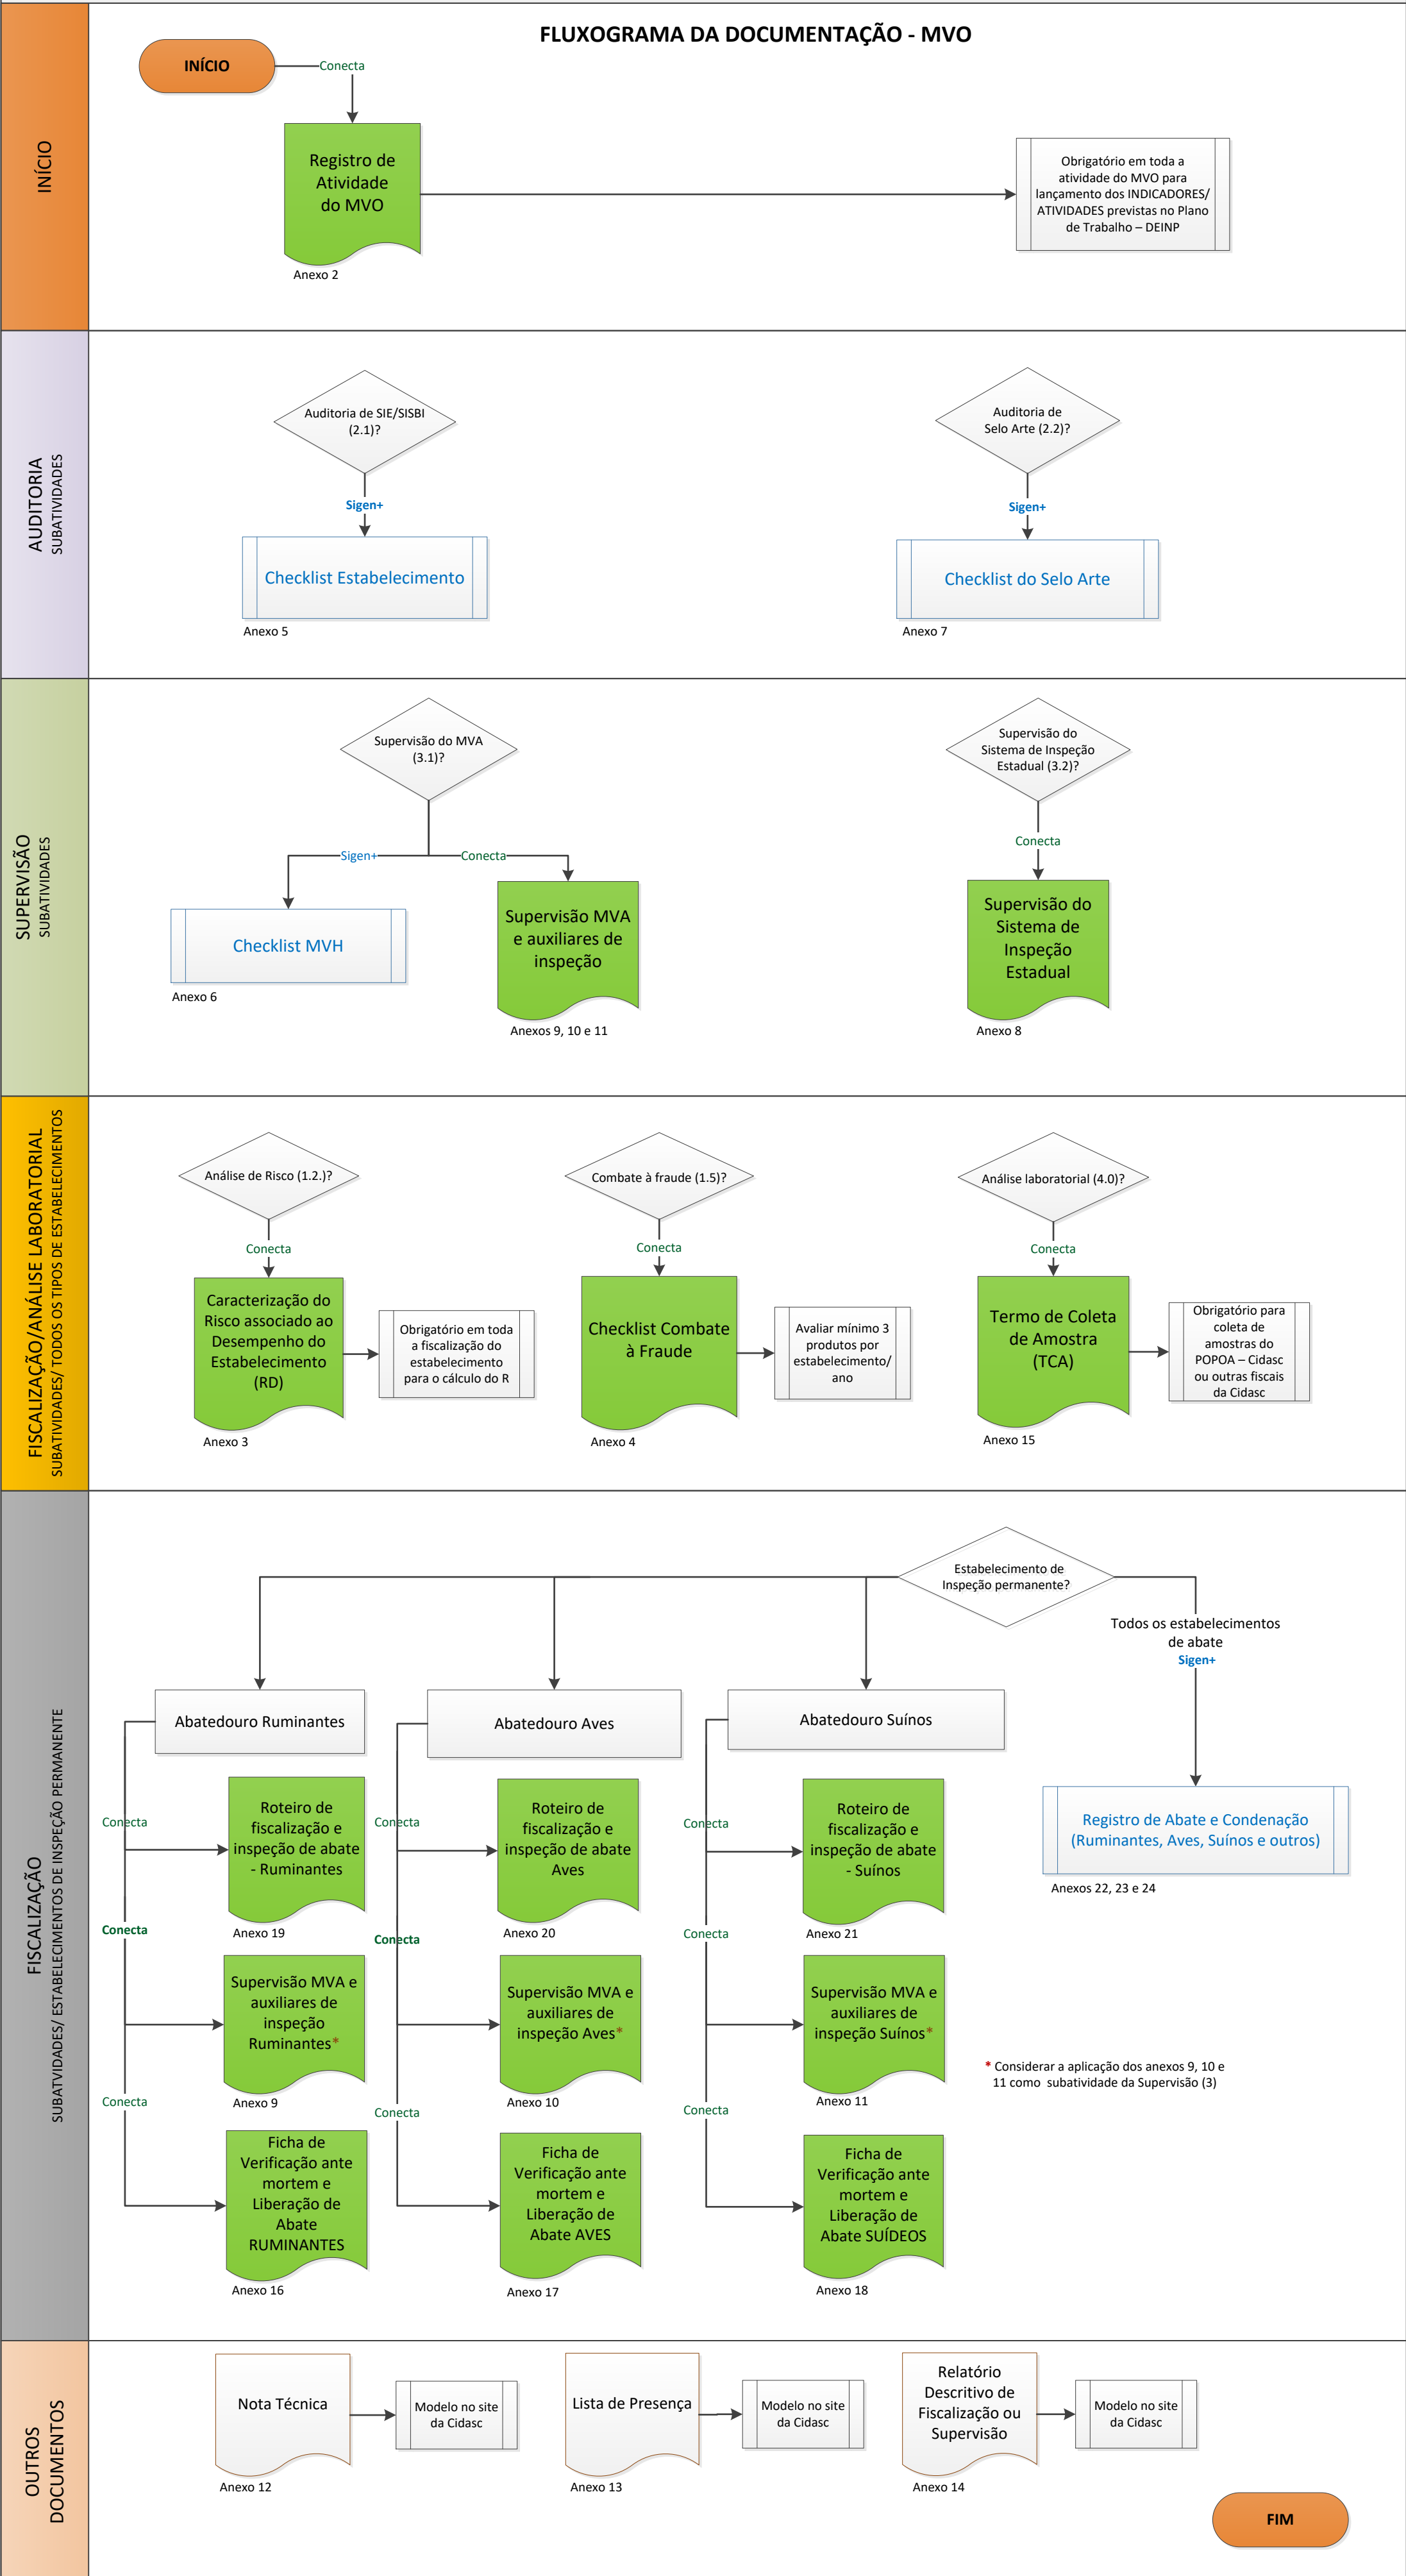 FLUXOGRAMA DA DOCUMENTAÇÃO - MVO
INÍCIO
INÍCIO
Conecta
Registro de
Atividade
do MVO
Anexo 2
Obrigatório em toda a
atividade do MVO para
lançamento dos INDICADORES/
ATIVIDADES previstas no Plano
de Trabalho – DEINP
AUDITORIA
SUBATIVIDADES
Auditoria de SIE/SISBI
(2.1)?
Sigen+
Checklist Estabelecimento
Anexo 5
Auditoria de
Selo Arte (2.2)?
Sigen+
Checklist do Selo Arte
Anexo 7
SUPERVISÃO
SUBATIVIDADES
Supervisão do MVA
(3.1)?
Sigen+
Conecta
Checklist MVH
Anexo 6
Supervisão MVA
e auxiliares de
inspeção
Anexos 9, 10 e 11
Supervisão do
Sistema de Inspeção
Estadual (3.2)?
Conecta
Supervisão do
Sistema de
Inspeção
Estadual
Anexo 8
FISCALIZAÇÃO/ANÁLISE LABORATORIAL
SUBATIVIDADES/ TODOS OS TIPOS DE ESTABELECIMENTOS
Análise de Risco (1.2.)?
Conecta
Caracterização do
Risco associado ao
Desempenho do
Estabelecimento
(RD)
Anexo 3
Obrigatório em toda
a fiscalização do
estabelecimento
para o cálculo do R
Combate à fraude (1.5)?
Conecta
Checklist Combate
à Fraude
Anexo 4
Avaliar mínimo 3
produtos por
estabelecimento/
ano
Análise laboratorial (4.0)?
Conecta
Termo de Coleta
de Amostra
(TCA)
Anexo 15
Obrigatório para
coleta de
amostras do
POPOA – Cidasc
ou outras fiscais
da Cidasc
FISCALIZAÇÃO
SUBATVIDADES/ ESTABELECIMENTOS DE INSPEÇÃO PERMANENTE
Estabelecimento de
Inspeção permanente?
Todos os estabelecimentos
de abate
Sigen+
Registro de Abate e Condenação
(Ruminantes, Aves, Suínos e outros)
Anexos 22, 23 e 24
Abatedouro Ruminantes
Conecta
Roteiro de
fiscalização e
inspeção de abate
- Ruminantes
Anexo 19
Conecta
Supervisão MVA e
auxiliares de
inspeção
Ruminantes*
Anexo 9
Conecta
Ficha de
Verificação ante
mortem e
Liberação de
Abate
RUMINANTES
Anexo 16
Abatedouro Aves
Conecta
Roteiro de
fiscalização e
inspeção de abate
Aves
Anexo 20
Conecta
Supervisão MVA e
auxiliares de
inspeção Aves*
Anexo 10
Conecta
Ficha de
Verificação ante
mortem e
Liberação de
Abate AVES
Anexo 17
Abatedouro Suínos
Conecta
Roteiro de
fiscalização e
inspeção de abate
- Suínos
Anexo 21
Conecta
Supervisão MVA e
auxiliares de
inspeção Suínos*
Anexo 11
Conecta
Ficha de
Verificação ante
mortem e
Liberação de
Abate SUÍDEOS
Anexo 18
* Considerar a aplicação dos anexos 9, 10 e
11 como subatividade da Supervisão (3)
OUTROS
DOCUMENTOS
Nota Técnica
Anexo 12
Modelo no site
da Cidasc
Lista de Presença
Anexo 13
Modelo no site
da Cidasc
Relatório
Descritivo de
Fiscalização ou
Supervisão
Anexo 14
Modelo no site
da Cidasc
FIM